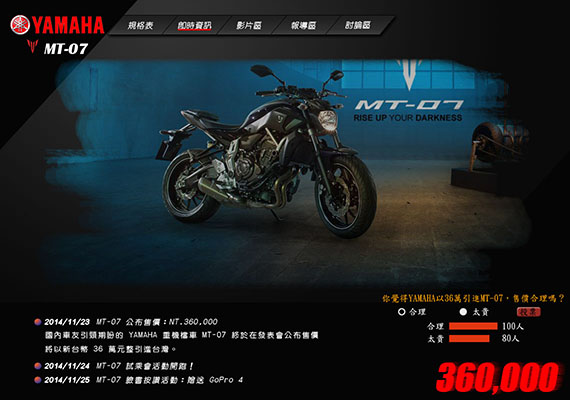 YAMAHA
MT-07
規格表 即時資訊 影片區 報導區 討論區
MT-07
RISE UP YOUR DARKNESS
你覺得YAMAHA以36萬引進MT-07，售價合理嗎？
合理 太貴 投票
合理 100人
太貴 80人
2014/11/23 MT-07 公布售價：NT.360,000
國內車友引頸期盼的 YAMAHA 重機檔車 MT-07 終於在發表會公布售價
將以新台幣 36 萬元整引進台灣。
2014/11/24 MT-07 試乘會活動開跑！
2014/11/25 MT-07 臉書按讚活動：贈送 GoPro 4
360,000